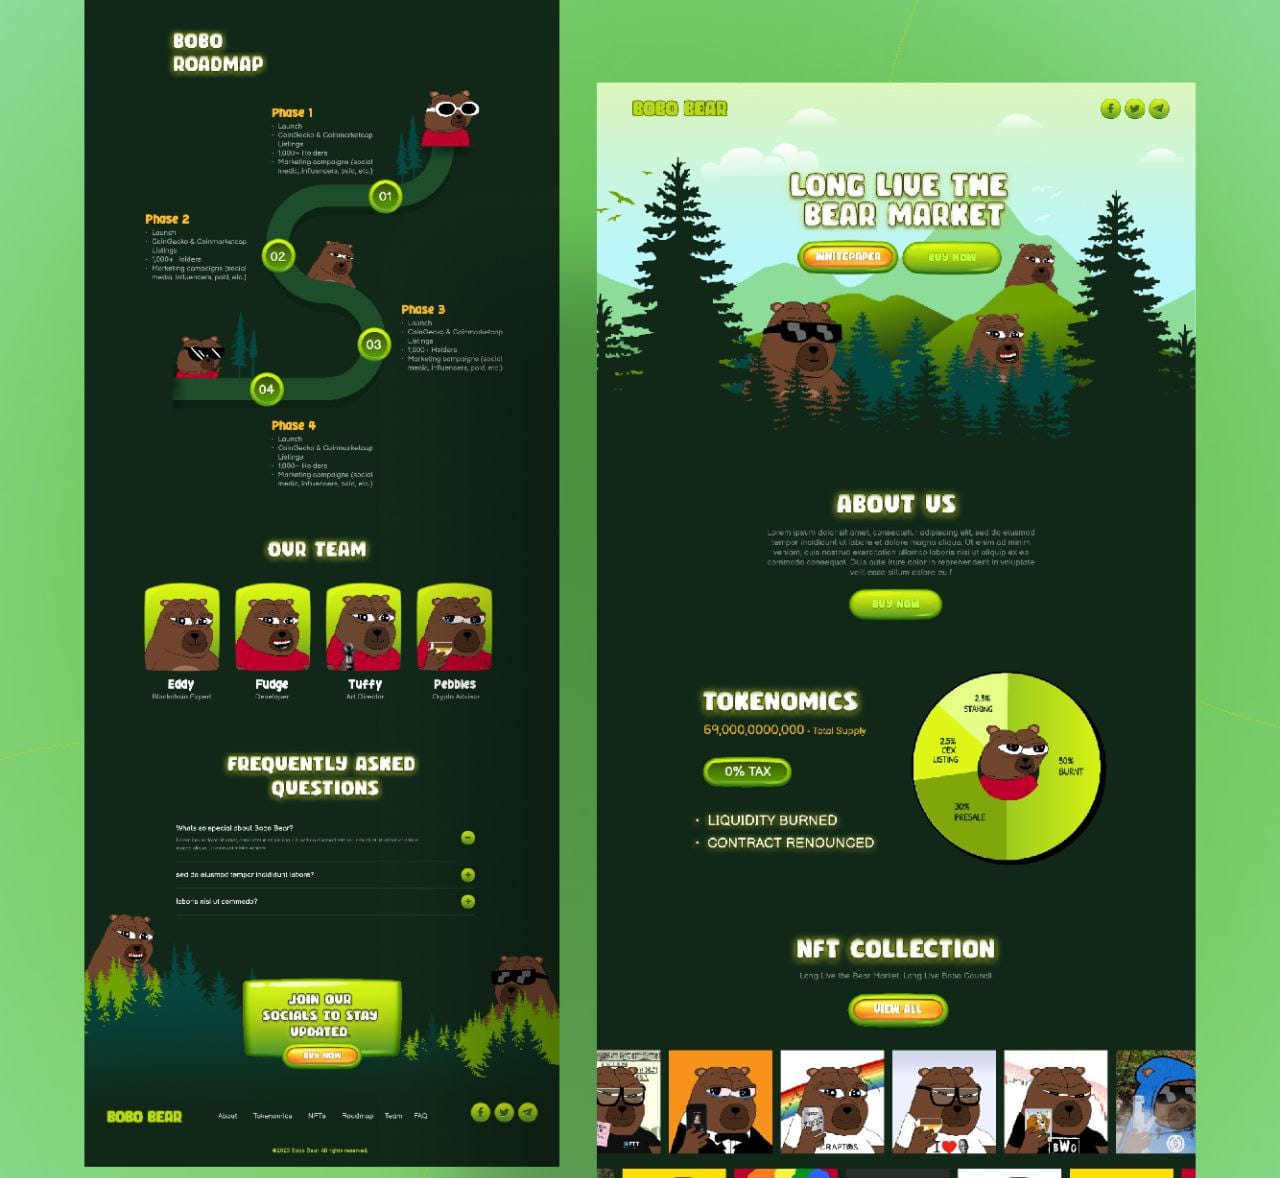 BOBO
ROADMAP
Phase 1
- Launch
- CoinGecko & Coinmarketcap
Listings
- 1,000+ Holders
- Marketing campaigns (social
media, influencers, paid, etc.)
01
Phase 2
- Launch
- CoinGecko & Coinmarketcap
Listings
- 1,000+ Holders
- Marketing campaigns (social
media, influencers, paid, etc.)
02
Phase 3
- Launch
- CoinGecko & Coinmarketcap
Listings
- 1,000+ Holders
- Marketing campaigns (social
media, influencers, paid, etc.)
03
04
Phase 4
- Launch
- CoinGecko & Coinmarketcap
Listings
- 1,000+ Holders
- Marketing campaigns (social
media, influencers, paid, etc.)
OUR TEAM
Eddy
Blockchain Expert
Fudge
Developer
Tuffy
Art Director
Pebbles
Crypto Advisor
FREQUENTLY ASKED
QUESTIONS
Whats so special about Bobo Bear?
sed do eiusmod tempor incididunt labore?
laboris nisi ut commodo?
JOIN OUR
SOCIALS TO STAY
UPDATED
BUY NOW
BOBO BEAR
About Tokenomics NFTs Roadmap Team FAQ
©2023 Bobo Bear. All rights reserved.
BOBO BEAR
LONG LIVE THE
BEAR MARKET
WHITEPAPER
BUY NOW
ABOUT US
Lorem ipsum dolor sit amet, consectetur adipiscing elit, sed do eiusmod
tempor incididunt ut labore et dolore magna aliqua. Ut enim ad minim
veniam, quis nostrud exercitation ullamco laboris nisi ut aliquip ex ea
commodo consequat. Duis aute irure dolor in reprehenderit in voluptate
velit esse cillum dolore eu f
BUY NOW
TOKENOMICS
69,000,0000,000 - Total Supply
0% TAX
• LIQUIDITY BURNED
• CONTRACT RENOUNCED
2.5%
STAKING
2.5%
CEX
LISTING
50%
BURNT
30%
PRESALE
NFT COLLECTION
Long Live the Bear Market. Long Live Bobo Council
VIEW ALL
I ❤
BWO